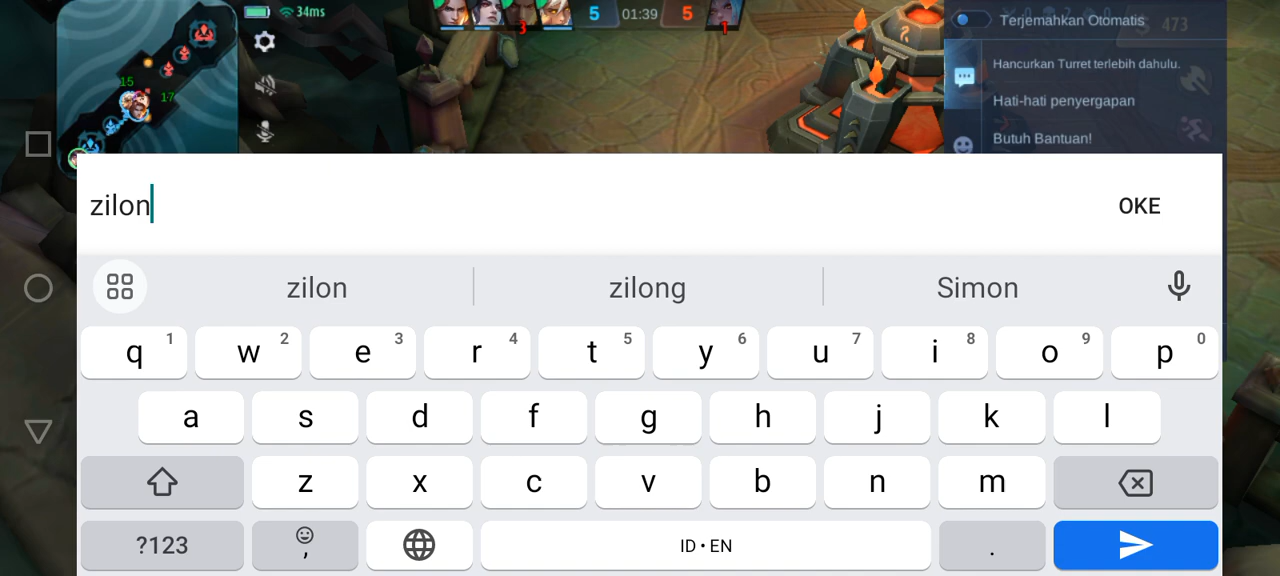 34ms
5 01:39 5
3
1
Terjemahkan Otomatis
473
Hancurkan Turret terlebih dahulu.
Hati-hati penyergapan
Butuh Bantuan!
15
17
zilon
OKE
zilon zilong Simon
q 1 w 2 e 3 r 4 t 5 y 6 u 7 i 8 o 9 p 0
a s d f g h j k l
z x c v b n m
?123 , ID • EN .